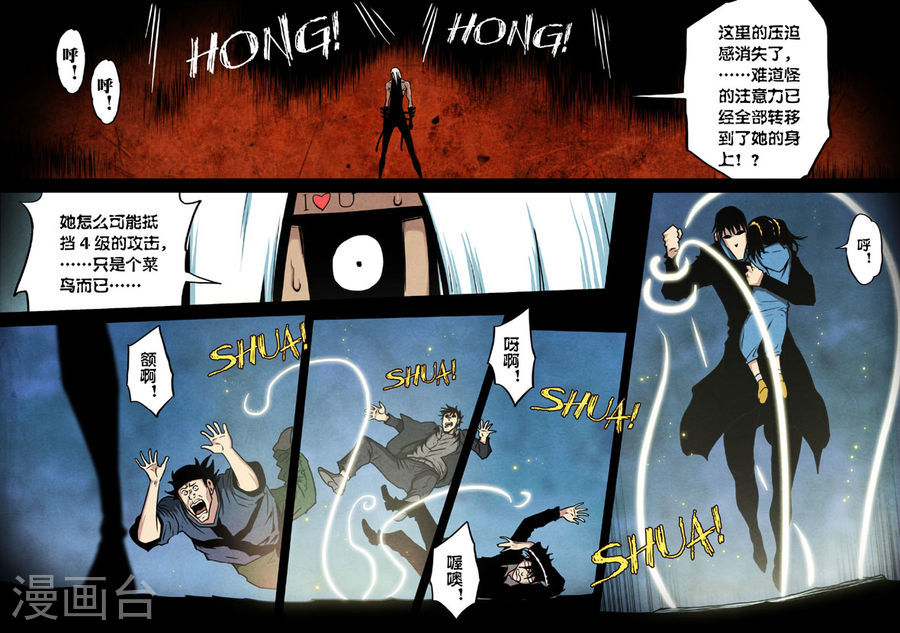 呼！
呼！
HONG!
HONG!
这里的压迫
感消失了，
……难道怪
的注意力已
经全部转移
到了她的身
上！？
她怎么可能抵
挡4级的攻击，
……只是个菜
鸟而已……
I❤U
呼！
额啊！
SHUA!
SHUA!
呀啊！
SHUA!
喔噢！
SHUA!
漫画台